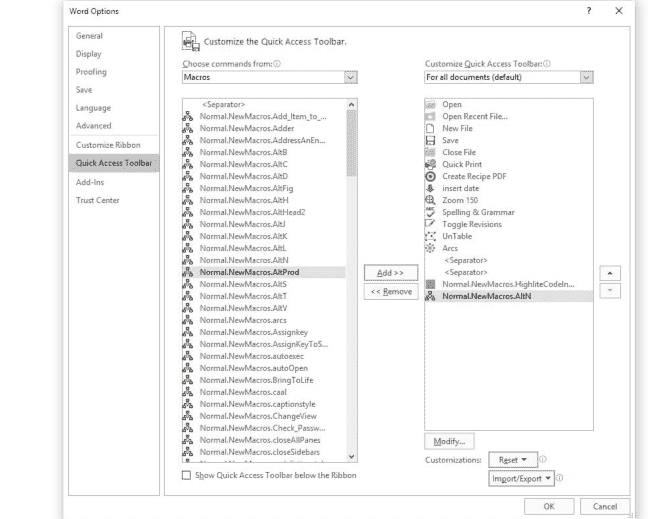 Word Options
?
General
Display
Proofing
Save
Language
Advanced
Customize Ribbon
Quick Access Toolbar
Add-Ins
Trust Center
Customize the Quick Access Toolbar.
Choose commands from:
Macros
<Separator>
Normal.NewMacros.Add_Item_to_...
Normal.NewMacros.Adder
Normal.NewMacros.AddressAnEn...
Normal.NewMacros.AltB
Normal.NewMacros.AltC
Normal.NewMacros.AltD
Normal.NewMacros.AltFig
Normal.NewMacros.AltH
Normal.NewMacros.AltHead2
Normal.NewMacros.AltJ
Normal.NewMacros.AltK
Normal.NewMacros.AltL
Normal.NewMacros.AltN
Normal.NewMacros.AltProd
Normal.NewMacros.AltS
Normal.NewMacros.AltT
Normal.NewMacros.AltV
Normal.NewMacros.arcs
Normal.NewMacros.Assignkey
Normal.NewMacros.AssignKeyToS...
Normal.NewMacros.autoexec
Normal.NewMacros.autoOpen
Normal.NewMacros.BringToLife
Normal.NewMacros.caal
Normal.NewMacros.captionstyle
Normal.NewMacros.ChangeView
Normal.NewMacros.Check_Passw...
Normal.NewMacros.closeAllPanes
Normal.NewMacros.closeSidebars
Show Quick Access Toolbar below the Ribbon
Add >>
<< Remove
Customize Quick Access Toolbar:
For all documents (default)
Open
Open Recent File...
New File
Save
Close File
Quick Print
Create Recipe PDF
insert date
Zoom 150
Spelling & Grammar
Toggle Revisions
UnTable
Arcs
<Separator>
<Separator>
Normal.NewMacros.HighliteCodeIn...
Normal.NewMacros.AltN
Modify...
Customizations:
Reset
Import/Export
OK
Cancel